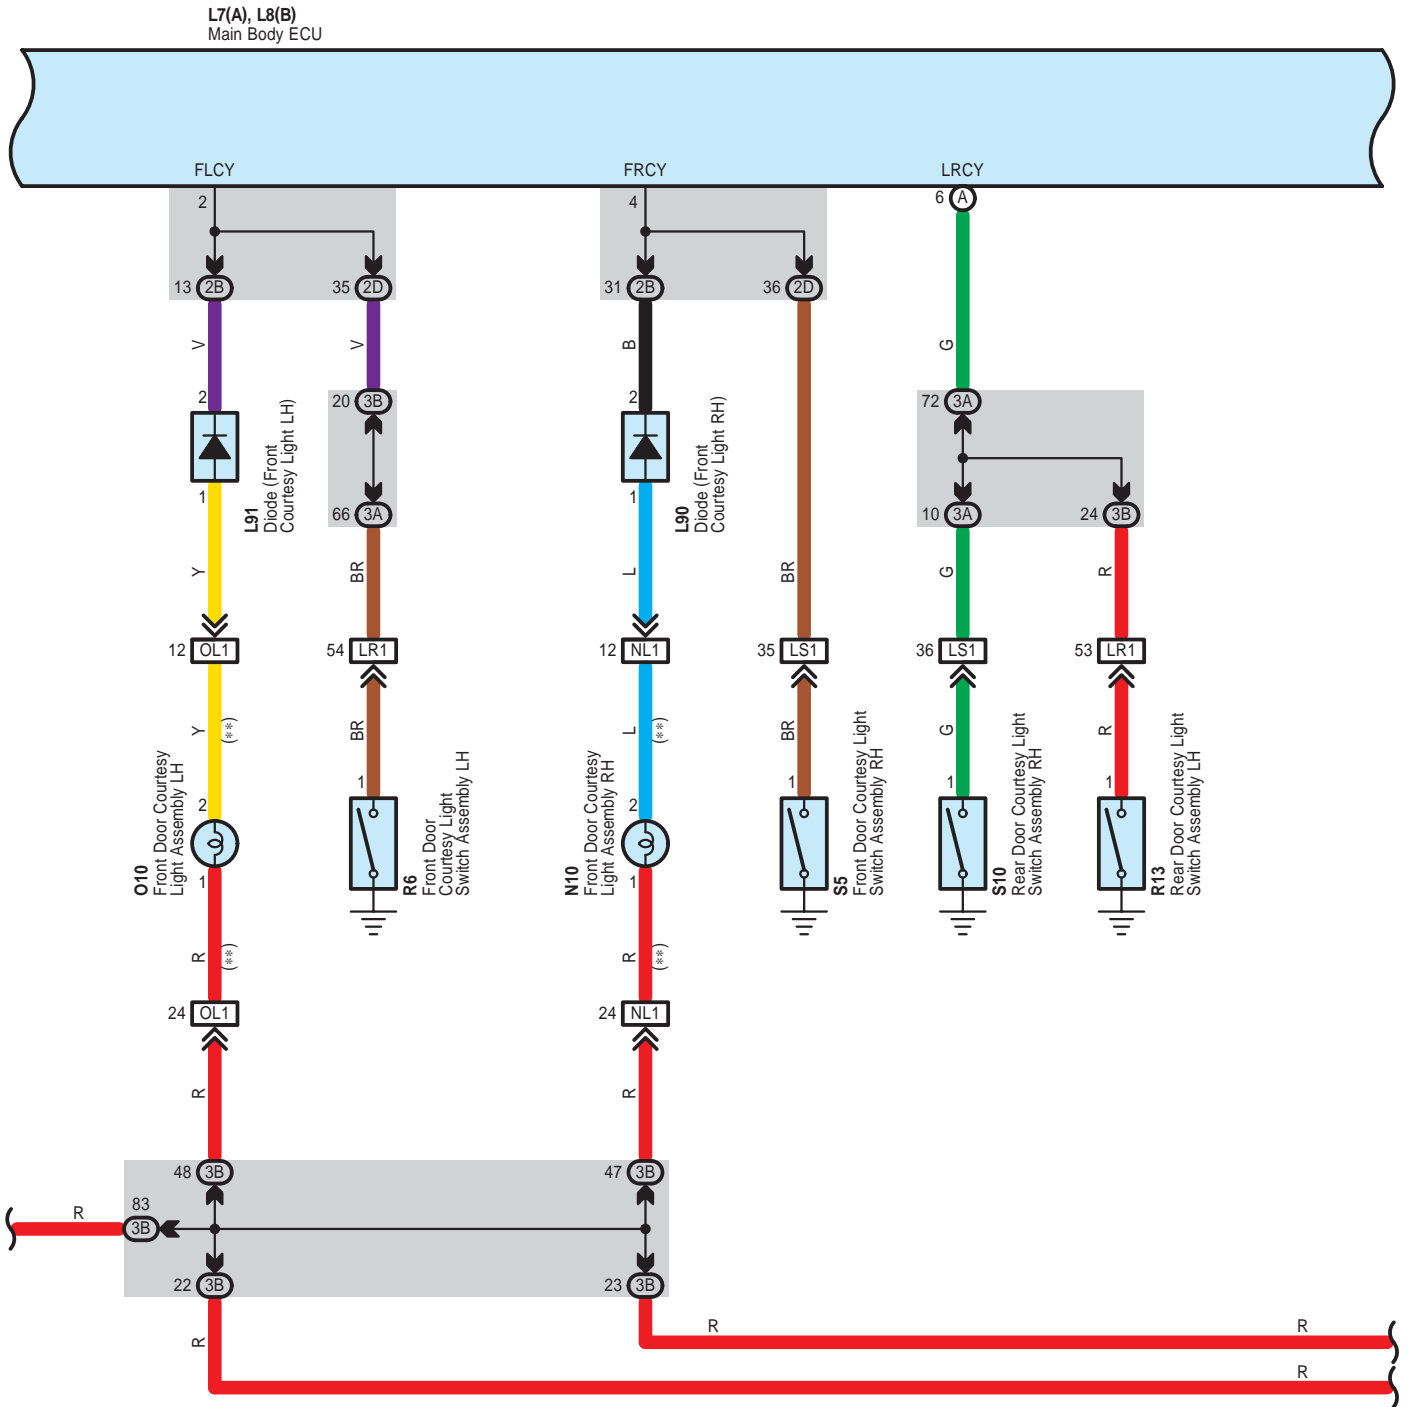 L7(A), L8(B)
Main Body ECU
FLCY
FRCY
LRCY
2
4
6 A
13 2B
35 2D
31 2B
36 2D
V
V
B
G
2
20 3B
2
72 3A
L91
Diode (Front
Courtesy Light LH)
L90
Diode (Front
Courtesy Light RH)
1
66 3A
1
10 3A
24 3B
Y
BR
L
BR
G
R
12 OL1
54 LR1
12 NL1
35 LS1
36 LS1
53 LR1
Y
(**)
BR
L
(**)
BR
G
R
2
1
2
1
1
1
O10
Front Door Courtesy
Light Assembly LH
R6
Front Door
Courtesy Light
Switch Assembly LH
N10
Front Door Courtesy
Light Assembly RH
S5
Front Door Courtesy Light
Switch Assembly RH
S10
Rear Door Courtesy Light
Switch Assembly RH
R13
Rear Door Courtesy Light
Switch Assembly LH
1
1
R
(**)
R
(**)
24 OL1
24 NL1
R
R
48 3B
47 3B
R
83
3B
22 3B
23 3B
R
R
R
R